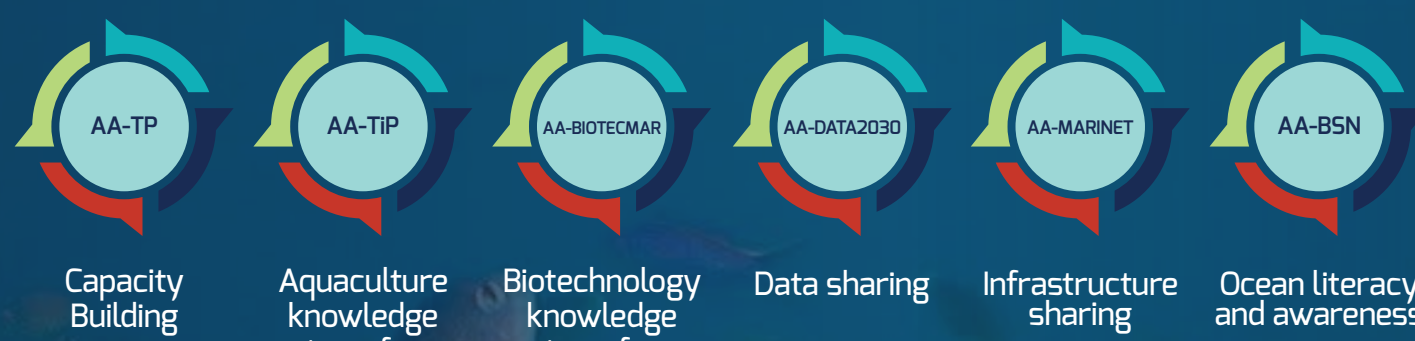 AA-TP
AA-TiP
AA-BIOTECMAR
AA-DATA2030
AA-MARINET
AA-BSN
Capacity
Building
Aquaculture
knowledge
Biotechnology
knowledge
Data sharing
Infrastructure
sharing
Ocean literacy
and awareness